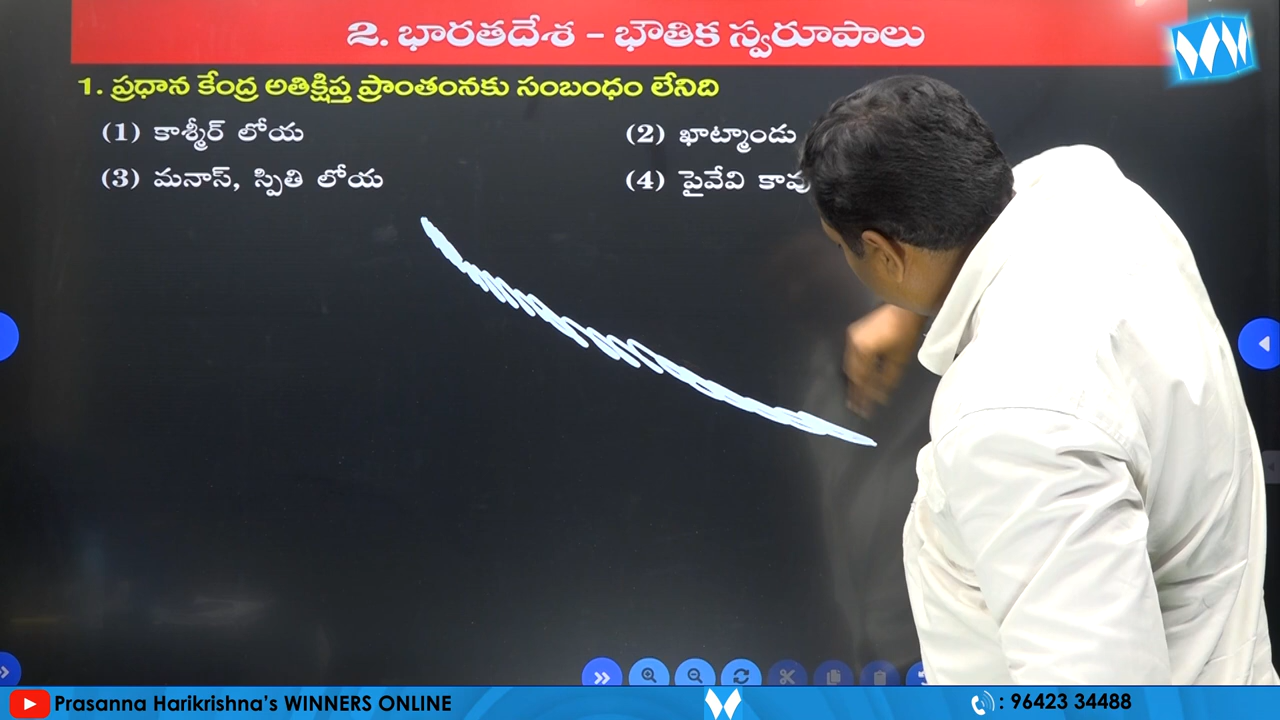 2. భారతదేశ - భౌతిక స్వరూపాలు
1. ప్రధాన కేంద్ర అతిక్షిప్త ప్రాంతంనకు సంబంధం లేనిది
(1) కాశ్మీర్ లోయ
(2) ఖాట్మాండు
(3) మనాస్, స్పితి లోయ
(4) పైవేవి
Prasanna Harikrishna's WINNERS ONLINE
: 96423 34488